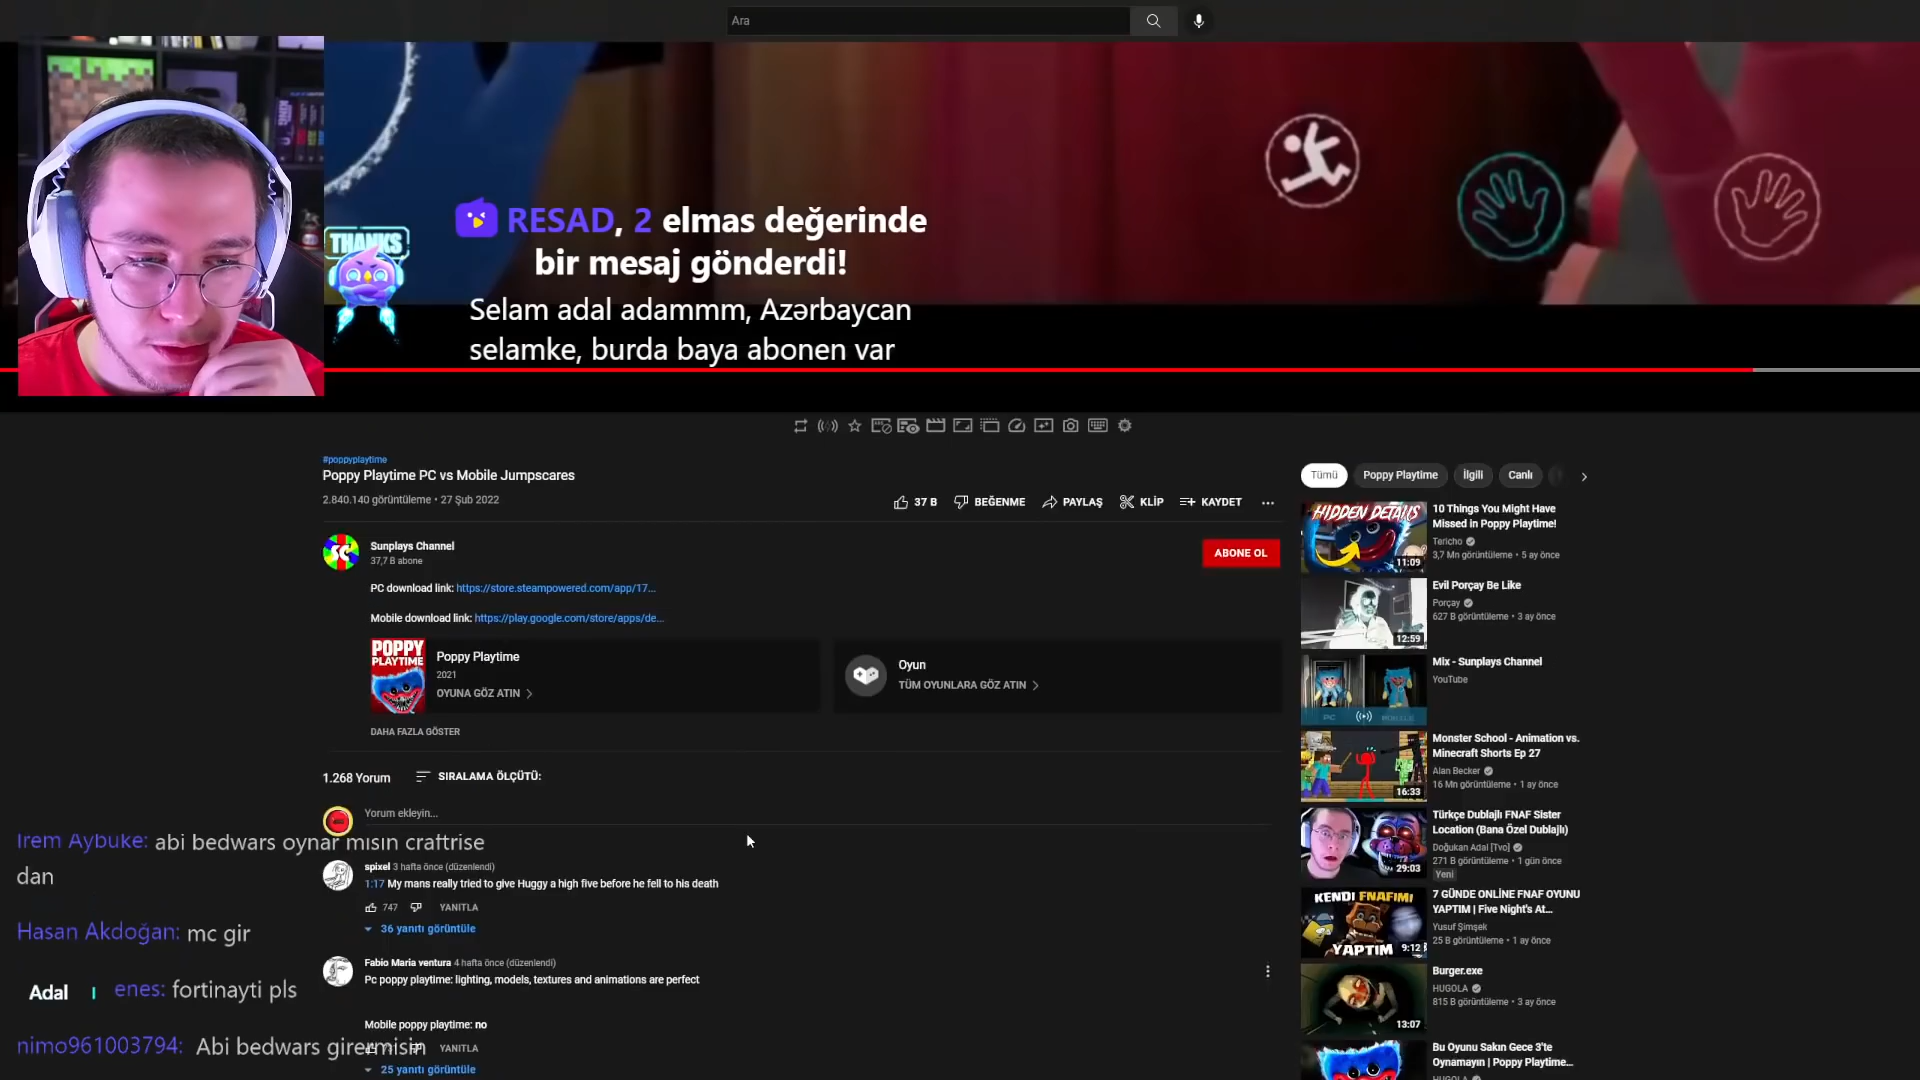 Ara
THANKS
RESAD, 2 elmas değerinde
bir mesaj gönderdi!
Selam adal adammm, Azərbaycan
selamke, burda baya abonen var
#poppyplaytime
Poppy Playtime PC vs Mobile Jumpscares
2.840.140 görüntüleme • 27 Şub 2022
37 B
BEĞENME
PAYLAŞ
KLİP
KAYDET
SC
Sunplays Channel
37,7 B abone
ABONE OL
PC download link: https://store.steampowered.com/app/17...
Mobile download link: https://play.google.com/store/apps/de...
POPPY
PLAYTIME
Poppy Playtime
2021
OYUNA GÖZ ATIN
Oyun
TÜM OYUNLARA GÖZ ATIN
DAHA FAZLA GÖSTER
1.268 Yorum
SIRALAMA ÖLÇÜTÜ:
Yorum ekleyin...
spixel 3 hafta önce (düzenlendi)
1:17 My mans really tried to give Huggy a high five before he fell to his death
747
YANITLA
36 yanıtı görüntüle
Fabio Maria ventura 4 hafta önce (düzenlendi)
Pc poppy playtime: lighting, models, textures and animations are perfect
Mobile poppy playtime: no
YANITLA
25 yanıtı görüntüle
İrem Aybüke: abi bedwars oynar mısın craftrise
dan
Hasan Akdoğan: mc gir
Adal
enes: fortinayti pls
nimo961003794: Abi bedwars girermisin
Tümü
Poppy Playtime
İlgili
Canlı
HIDDEN DETAILS
11:09
10 Things You Might Have
Missed in Poppy Playtime!
Tericho
3,7 Mn görüntüleme • 5 ay önce
12:59
Evil Porçay Be Like
Porçay
627 B görüntüleme • 3 ay önce
PC
MOBILE
Mix - Sunplays Channel
YouTube
16:33
Monster School - Animation vs.
Minecraft Shorts Ep 27
Alan Becker
16 Mn görüntüleme • 1 ay önce
29:03
Türkçe Dublajlı FNAF Sister
Location (Bana Özel Dublajlı)
Doğukan Adal [Tvo]
271 B görüntüleme • 1 gün önce
Yeni
KENDİ FNAFIMI
YAPTIM
9:12
7 GÜNDE ONLİNE FNAF OYUNU
YAPTIM | Five Night's At...
Yusuf Şimşek
25 B görüntüleme • 1 ay önce
13:07
Burger.exe
HUGOLA
815 B görüntüleme • 3 ay önce
Bu Oyunu Sakın Gece 3'te
Oynamayın | Poppy Playtime...
HUGOLA